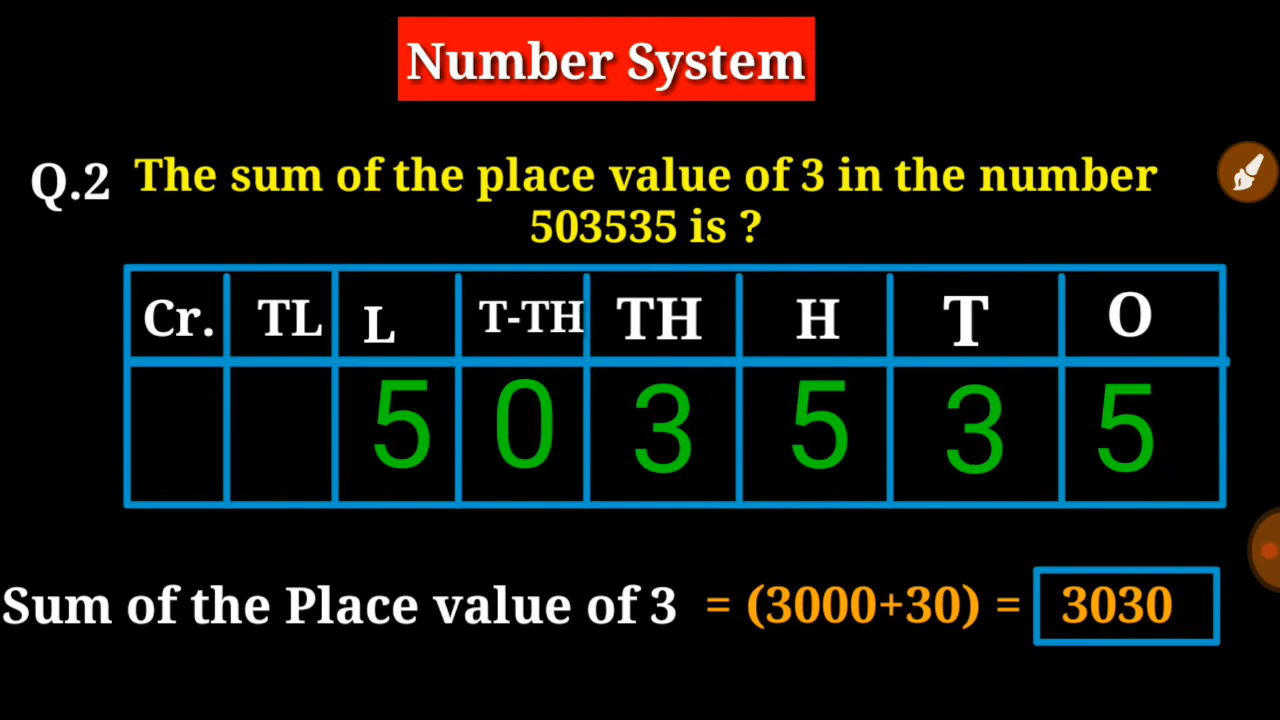 Number System
Q.2 The sum of the place value of 3 in the number
503535 is ?
Cr. TL L T-TH TH H T O
5 0 3 5 3 5
Sum of the Place value of 3 = (3000+30) = 3030